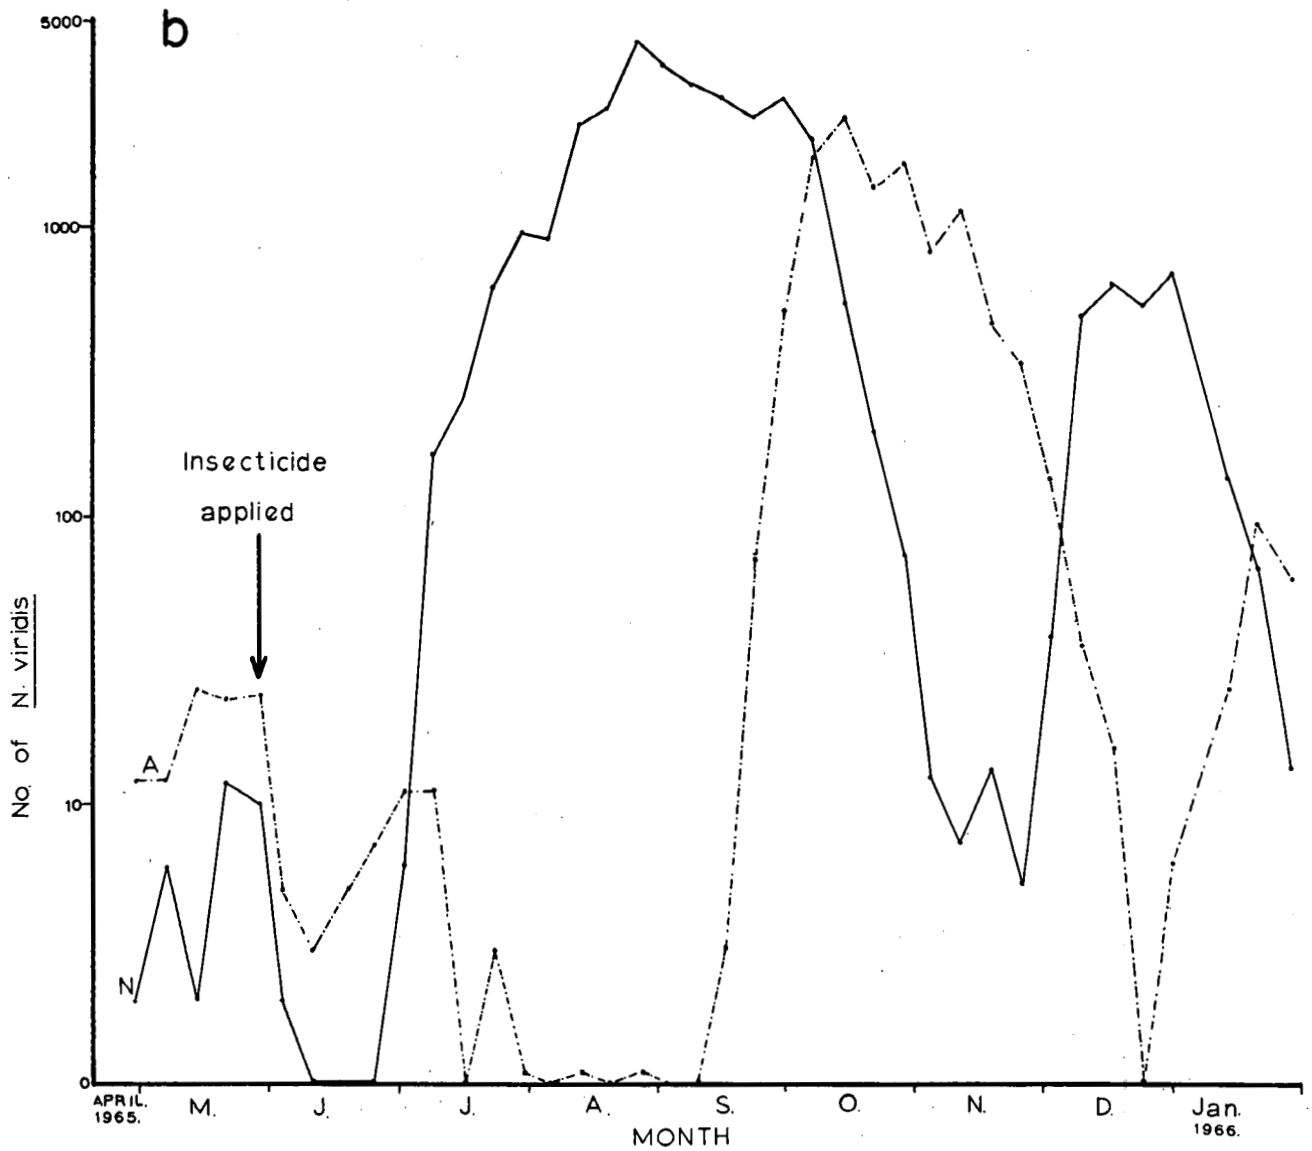 b
5000
1000
100
10
0
No. of N. viridis
Insecticide
applied
A
N
APRIL. M. J. J. A. S. O. N. D. Jan.
1965. 1966.
MONTH